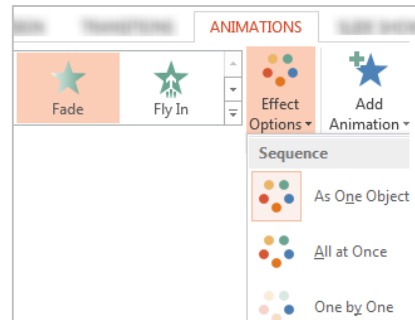 ANIMATIONS
Fade
Fly In
Effect
Options
Add
Animation
Sequence
As One Object
All at Once
One by One